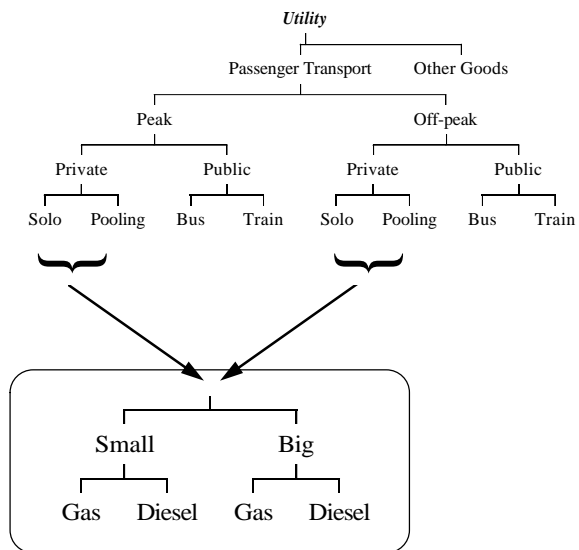 Utility
Passenger Transport Other Goods
Peak Off-peak
Private Public Private Public
Solo Pooling Bus Train Solo Pooling Bus Train
Small Big
Gas Diesel Gas Diesel